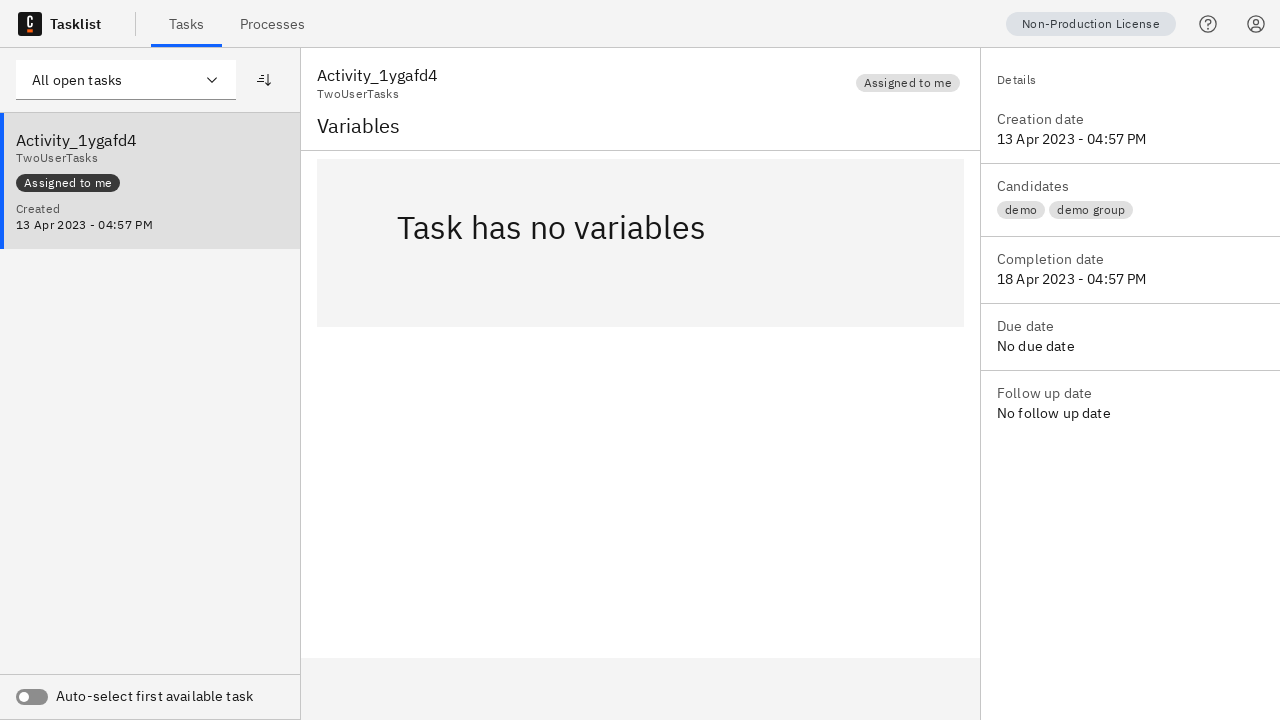 Tasklist
Tasks
Processes
Non-Production License
All open tasks
Activity_1ygafd4
TwoUserTasks
Assigned to me
Created
13 Apr 2023 - 04:57 PM
Auto-select first available task
Activity_1ygafd4
TwoUserTasks
Assigned to me
Variables
Task has no variables
Details
Creation date
13 Apr 2023 - 04:57 PM
Candidates
demo demo group
Completion date
18 Apr 2023 - 04:57 PM
Due date
No due date
Follow up date
No follow up date